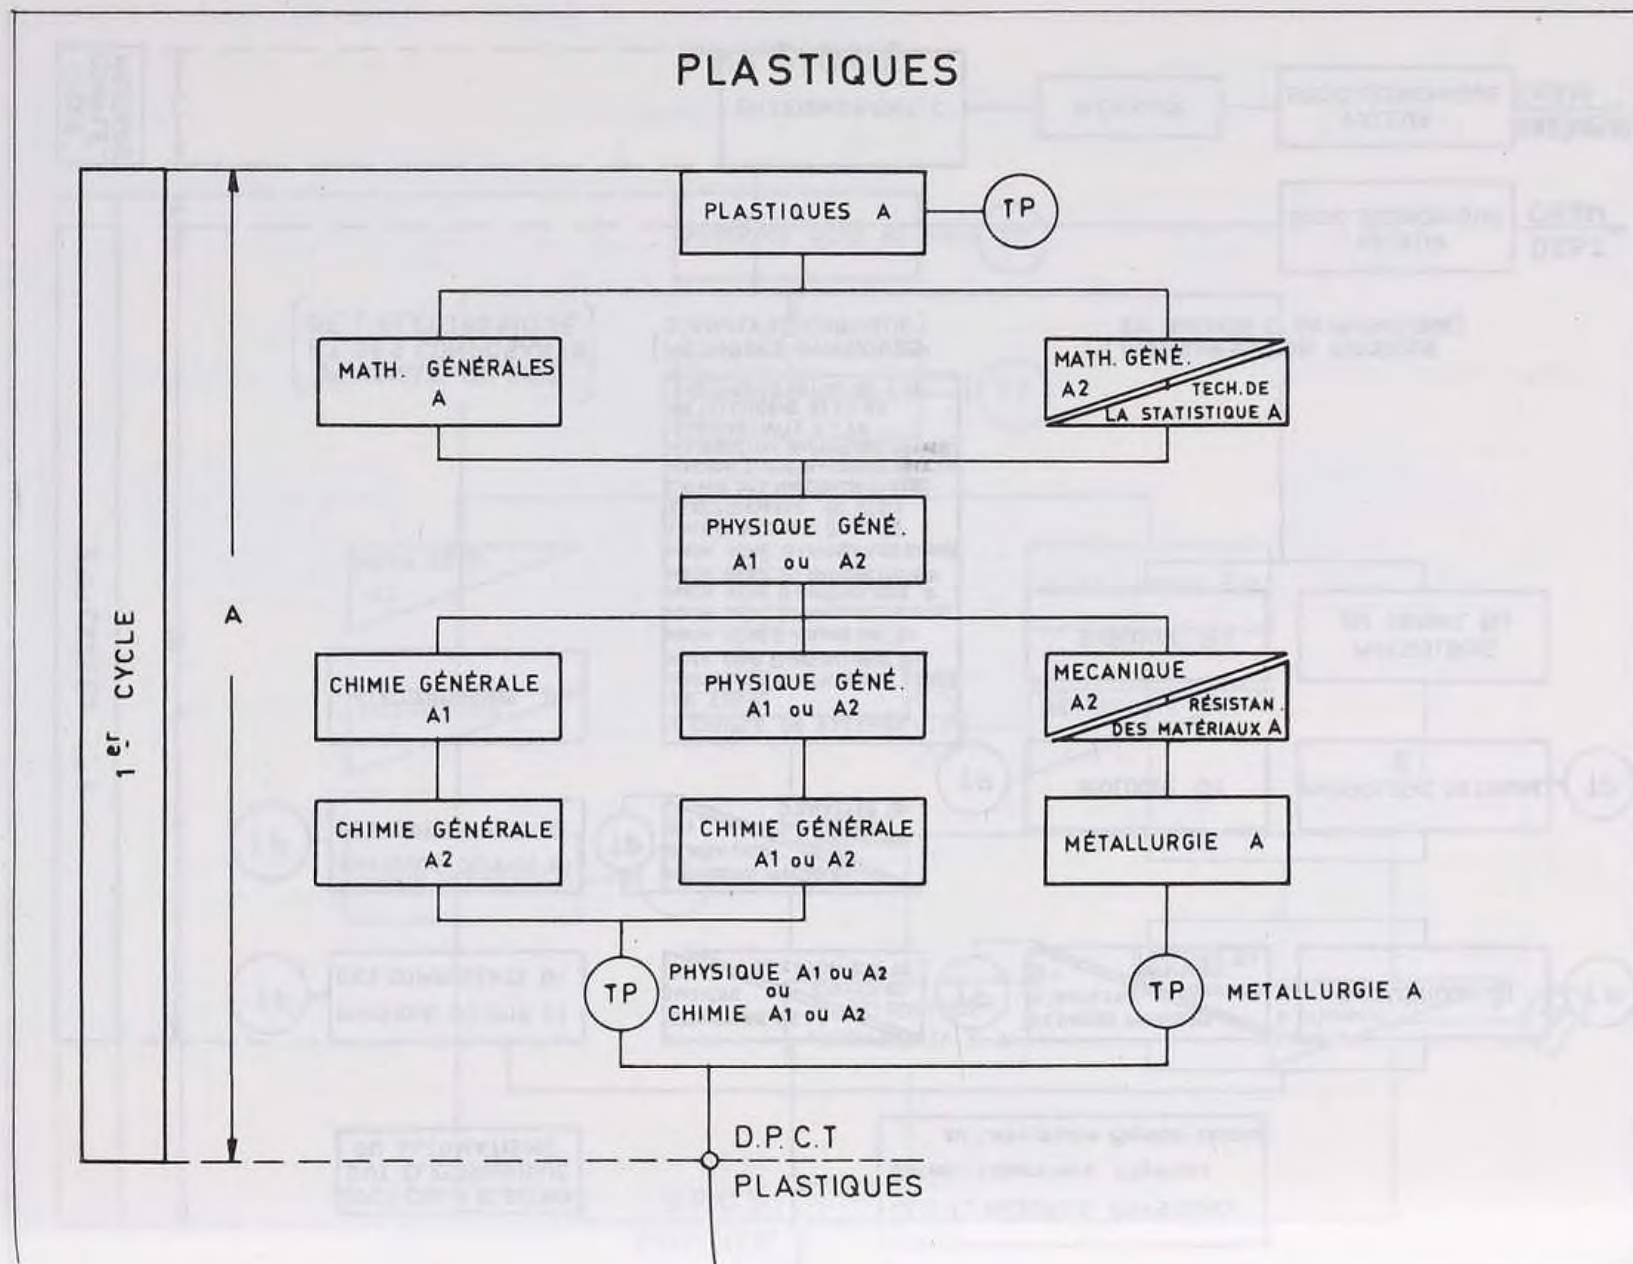 PLASTIQUES
PLASTIQUES A
TP
MATH. GÉNÉRALES
A
MATH. GÉNÉ.
A2
TECH. DE
LA STATISTIQUE A
PHYSIQUE GÉNÉ.
A1 ou A2
A
1er CYCLE
CHIMIE GÉNÉRALE
A1
PHYSIQUE GÉNÉ.
A1 ou A2
MECANIQUE
A2
RÉSISTAN.
DES MATÉRIAUX A
CHIMIE GÉNÉRALE
A2
CHIMIE GÉNÉRALE
A1 ou A2
MÉTALLURGIE A
TP
PHYSIQUE A1 ou A2
ou
CHIMIE A1 ou A2
TP
METALLURGIE A
D.P.C.T
PLASTIQUES